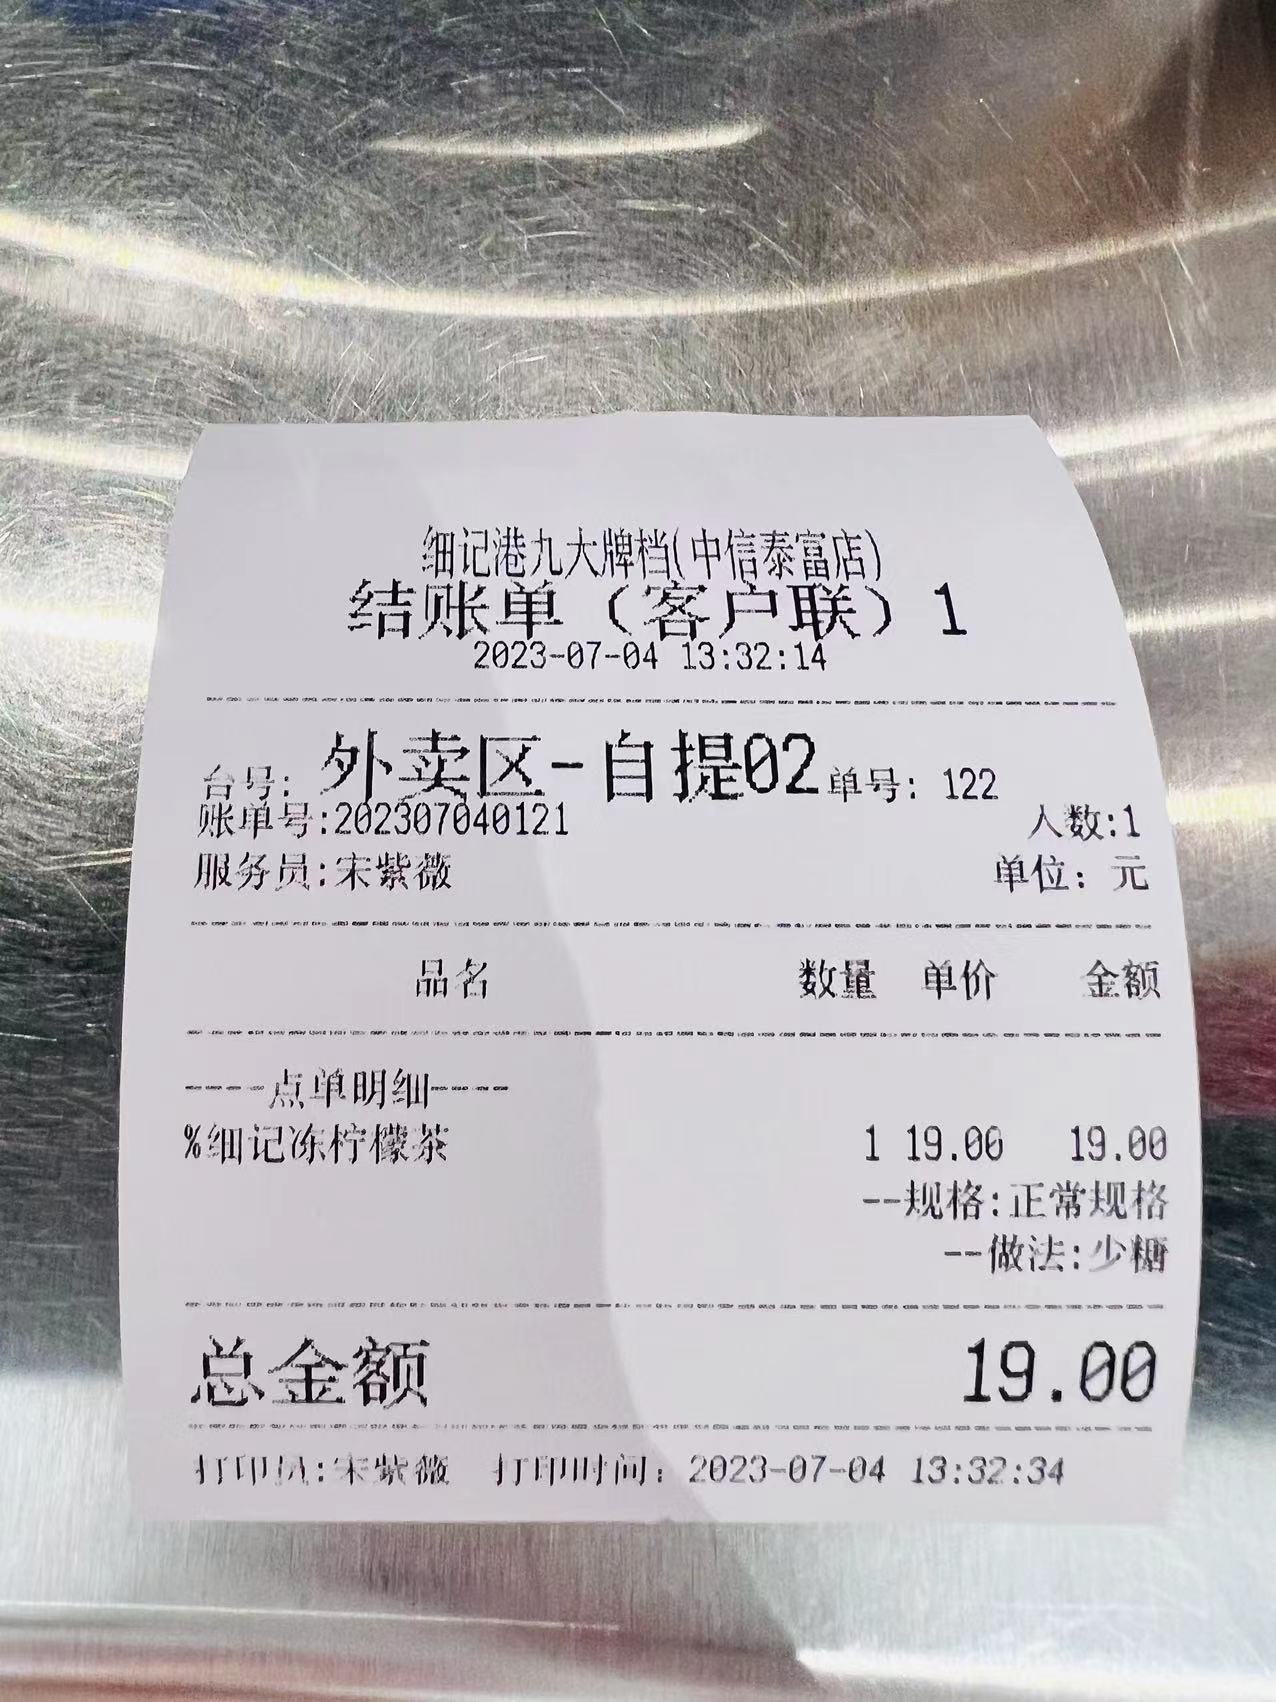 细记港九大牌档(中信泰富店)
结账单（客户联）1
2023-07-04 13:32:14
台号: 外卖区-自提02 单号: 122
账单号:202307040121 人数:1
服务员:宋紫薇 单位: 元
品名 数量 单价 金额
----点单明细----
%细记冻柠檬茶 1 19.00 19.00
--规格:正常规格
--做法:少糖
总金额 19.00
打印人:宋紫薇 打印时间: 2023-07-04 13:32:34